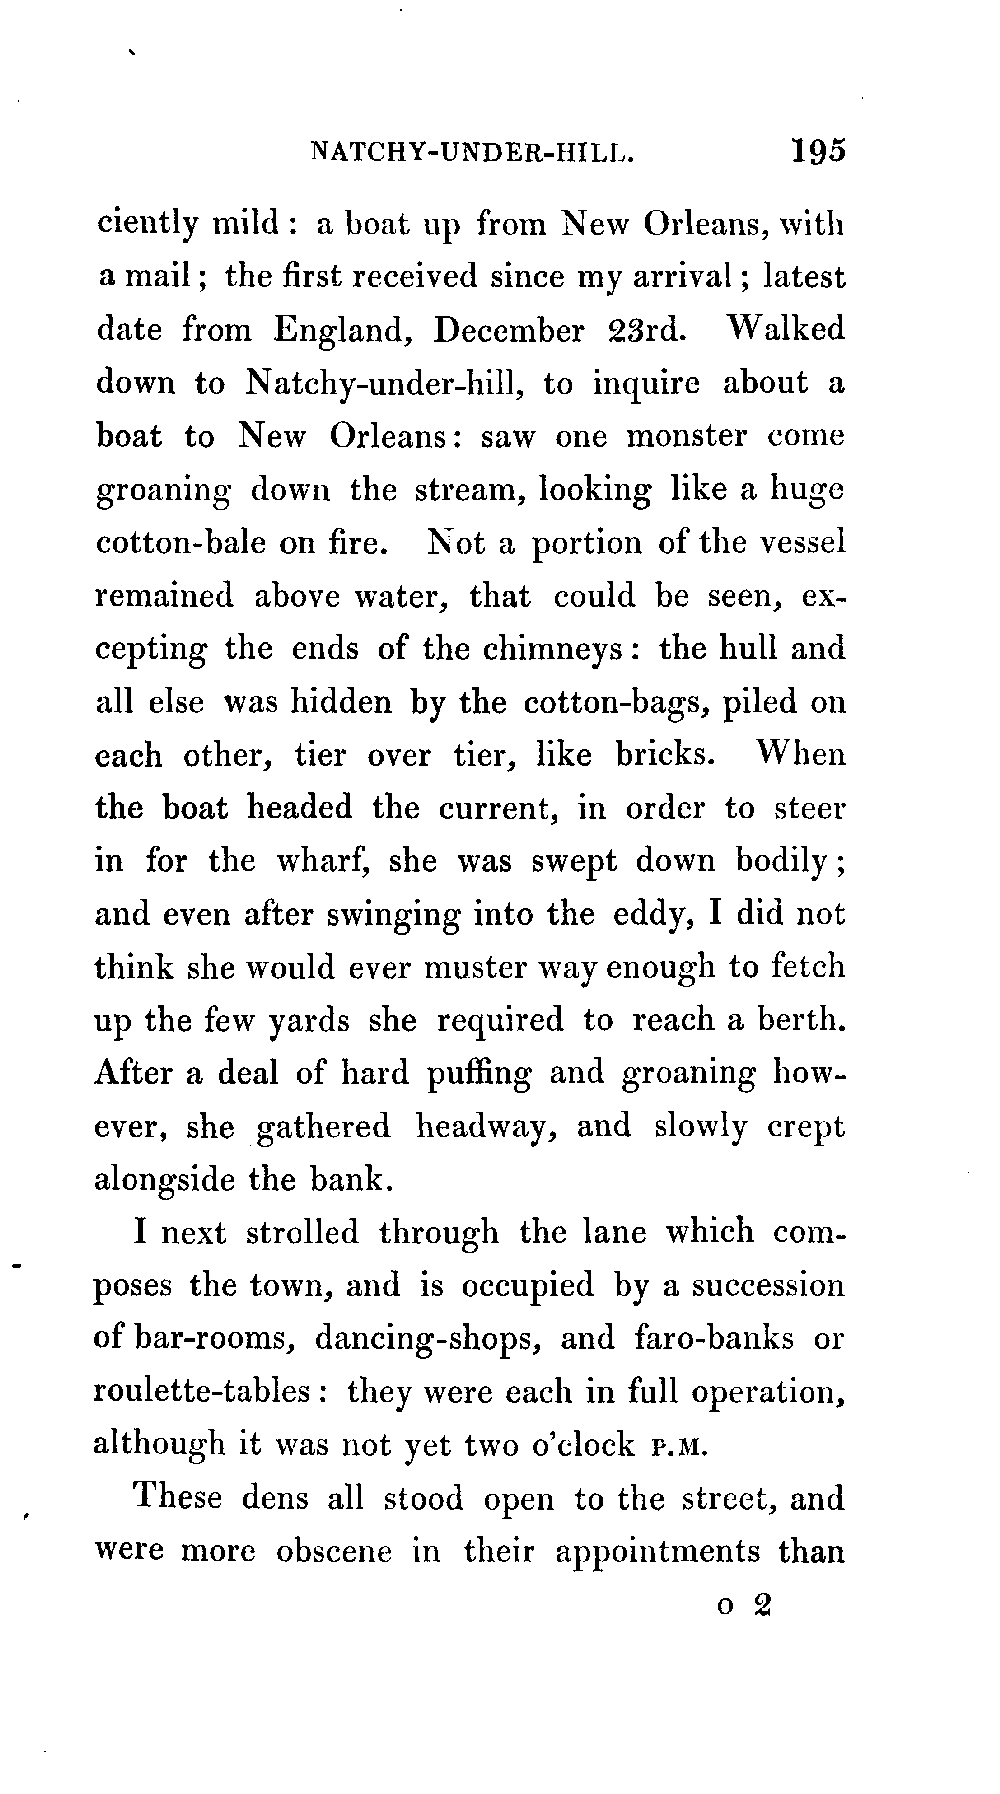 NATCHY-UNDER-HILL. 195
ciently mild : a boat up from New Orleans, with
a mail ; the first received since my arrival ; latest
date from England, December 23rd. Walked
down to Natchy-under-hill, to inquire about a
boat to New Orleans : saw one monster come
groaning down the stream, looking like a huge
cotton-bale on fire. Not a portion of the vessel
remained above water, that could be seen, ex-
cepting the ends of the chimneys : the hull and
all else was hidden by the cotton-bags, piled on
each other, tier over tier, like bricks. When
the boat headed the current, in order to steer
in for the wharf, she was swept down bodily ;
and even after swinging into the eddy, I did not
think she would ever muster way enough to fetch
up the few yards she required to reach a berth.
After a deal of hard puffing and groaning how-
ever, she gathered headway, and slowly crept
alongside the bank.
I next strolled through the lane which com-
poses the town, and is occupied by a succession
of bar-rooms, dancing-shops, and faro-banks or
roulette-tables : they were each in full operation,
although it was not yet two o'clock P.M.
These dens all stood open to the street, and
were more obscene in their appointments than
O 2